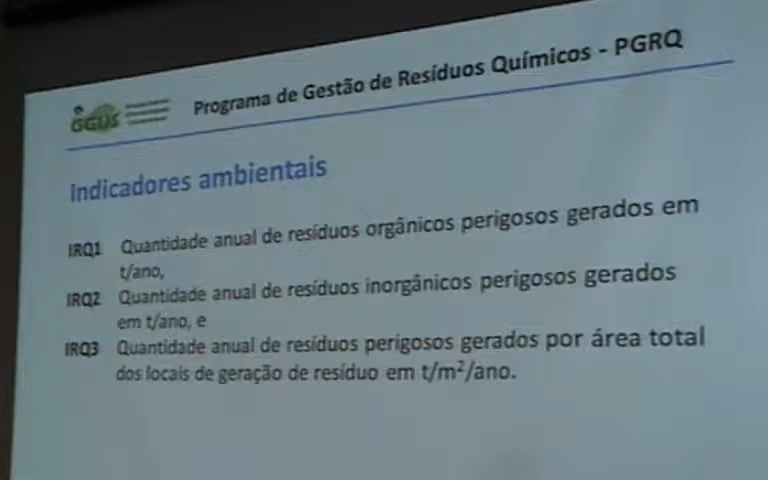 GGUS
Programa de Gestão de Resíduos Químicos - PGRQ
Indicadores ambientais
IRQ1 Quantidade anual de resíduos orgânicos perigosos gerados em
t/ano,
IRQ2 Quantidade anual de resíduos inorgânicos perigosos gerados
em t/ano, e
IRQ3 Quantidade anual de resíduos perigosos gerados por área total
dos locais de geração de resíduo em t/m²/ano.